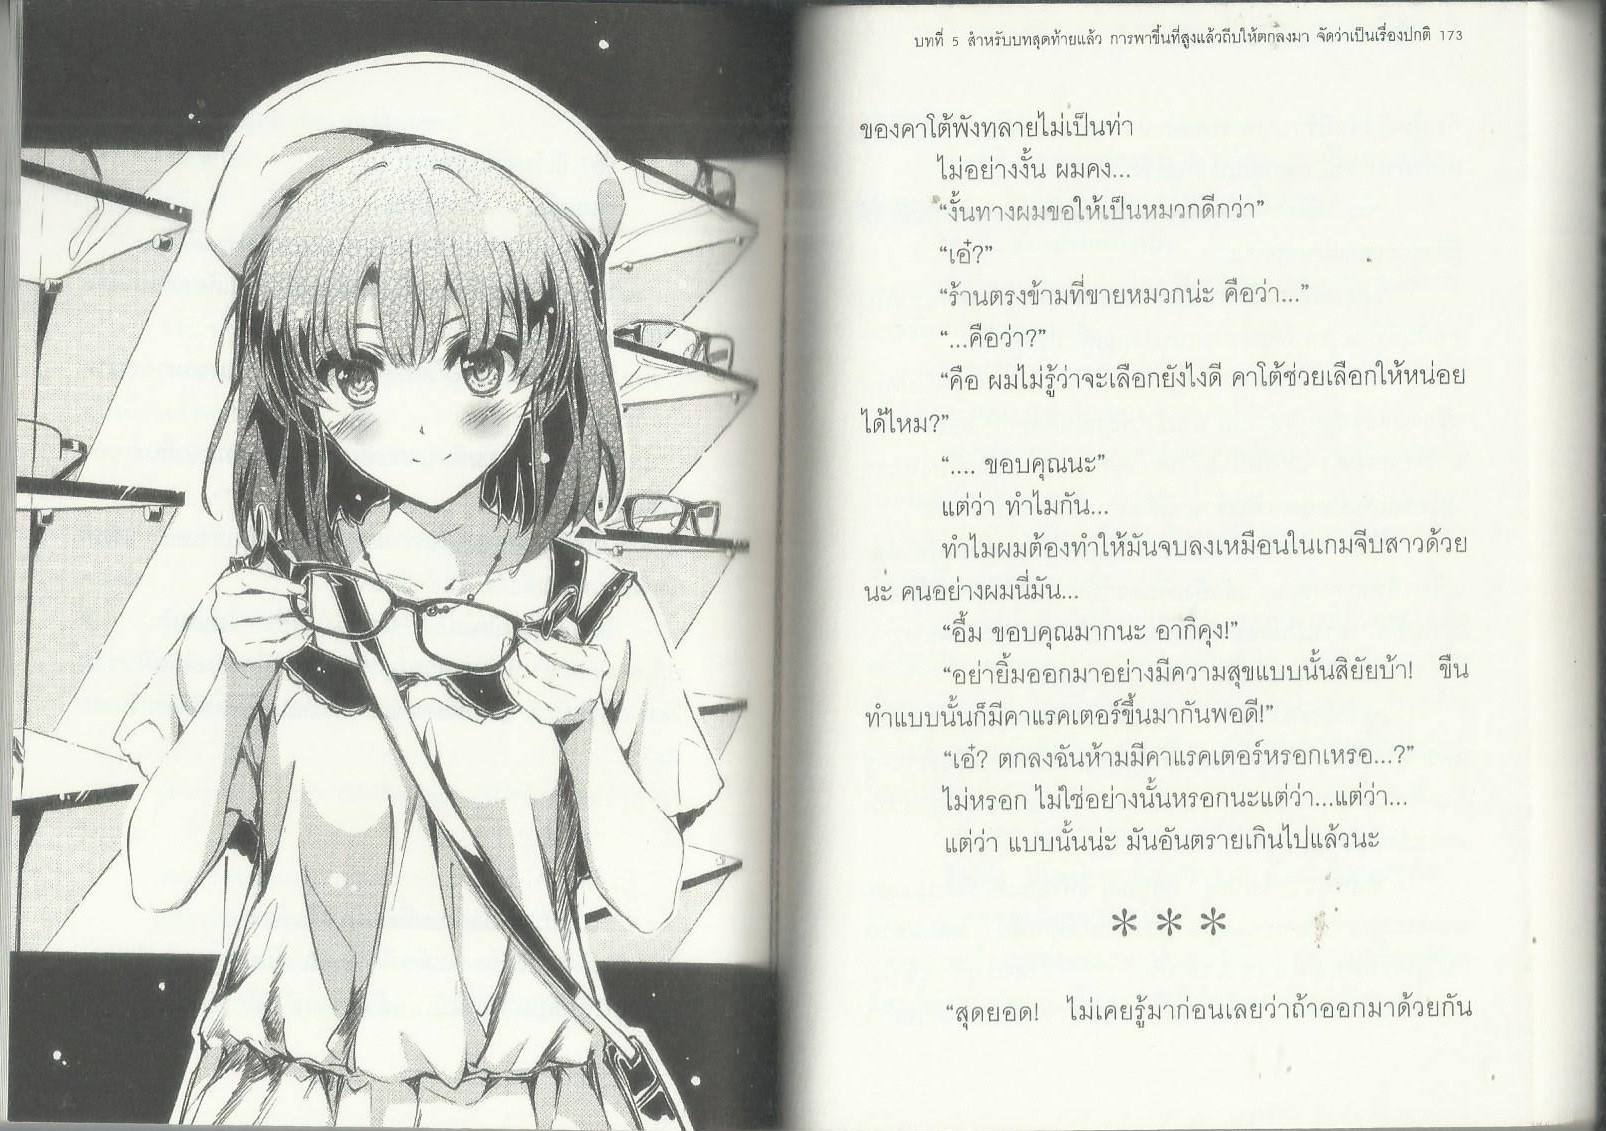 บทที่ 5 สำหรับบทสุดท้ายแล้ว การพาขึ้นที่สูงแล้วถีบให้ตกลงมา จัดว่าเป็นเรื่องปกติ 173
ของคาโต้พังทลายไม่เป็นท่า
ไม่อย่างงั้น ผมคง...
“งั้นทางผมขอให้เป็นหมวกดีกว่า”
“เอ๋?”
“ร้านตรงข้ามที่ขายหมวกน่ะ คือว่า...”
“...คือว่า?”
“คือ ผมไม่รู้ว่าจะเลือกยังไงดี คาโต้ช่วยเลือกให้หน่อย
ได้ไหม?”
“.... ขอบคุณนะ”
แต่ว่า ทำไมกัน...
ทำไมผมต้องทำให้มันจบลงเหมือนในเกมจีบสาวด้วย
นะ คนอย่างผมนี่มัน...
“อื้ม ขอบคุณมากนะ อากิคุง!”
“อย่ายิ้มออกมาอย่างมีความสุขแบบนั้นสิยัยบ้า! ขืน
ทำแบบนั้นก็มีคาแรคเตอร์ขึ้นมากันพอดี!”
“เอ๋? ตกลงฉันห้ามมีคาแรคเตอร์หรอกเหรอ...?”
ไม่หรอก ไม่ใช่อย่างนั้นหรอกนะแต่ว่า...แต่ว่า...
แต่ว่า แบบนั้นน่ะ มันอันตรายเกินไปแล้วนะ
* * *
“สุดยอด! ไม่เคยรู้มาก่อนเลยว่าถ้าออกมาด้วยกัน